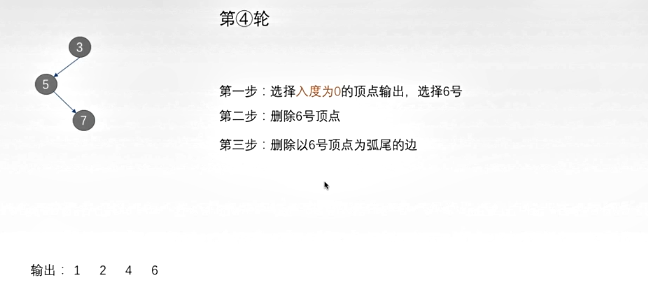 第④轮
3
5
7
第一步：选择入度为0的顶点输出，选择6号
第二步：删除6号顶点
第三步：删除以6号顶点为弧尾的边
输出：1 2 4 6